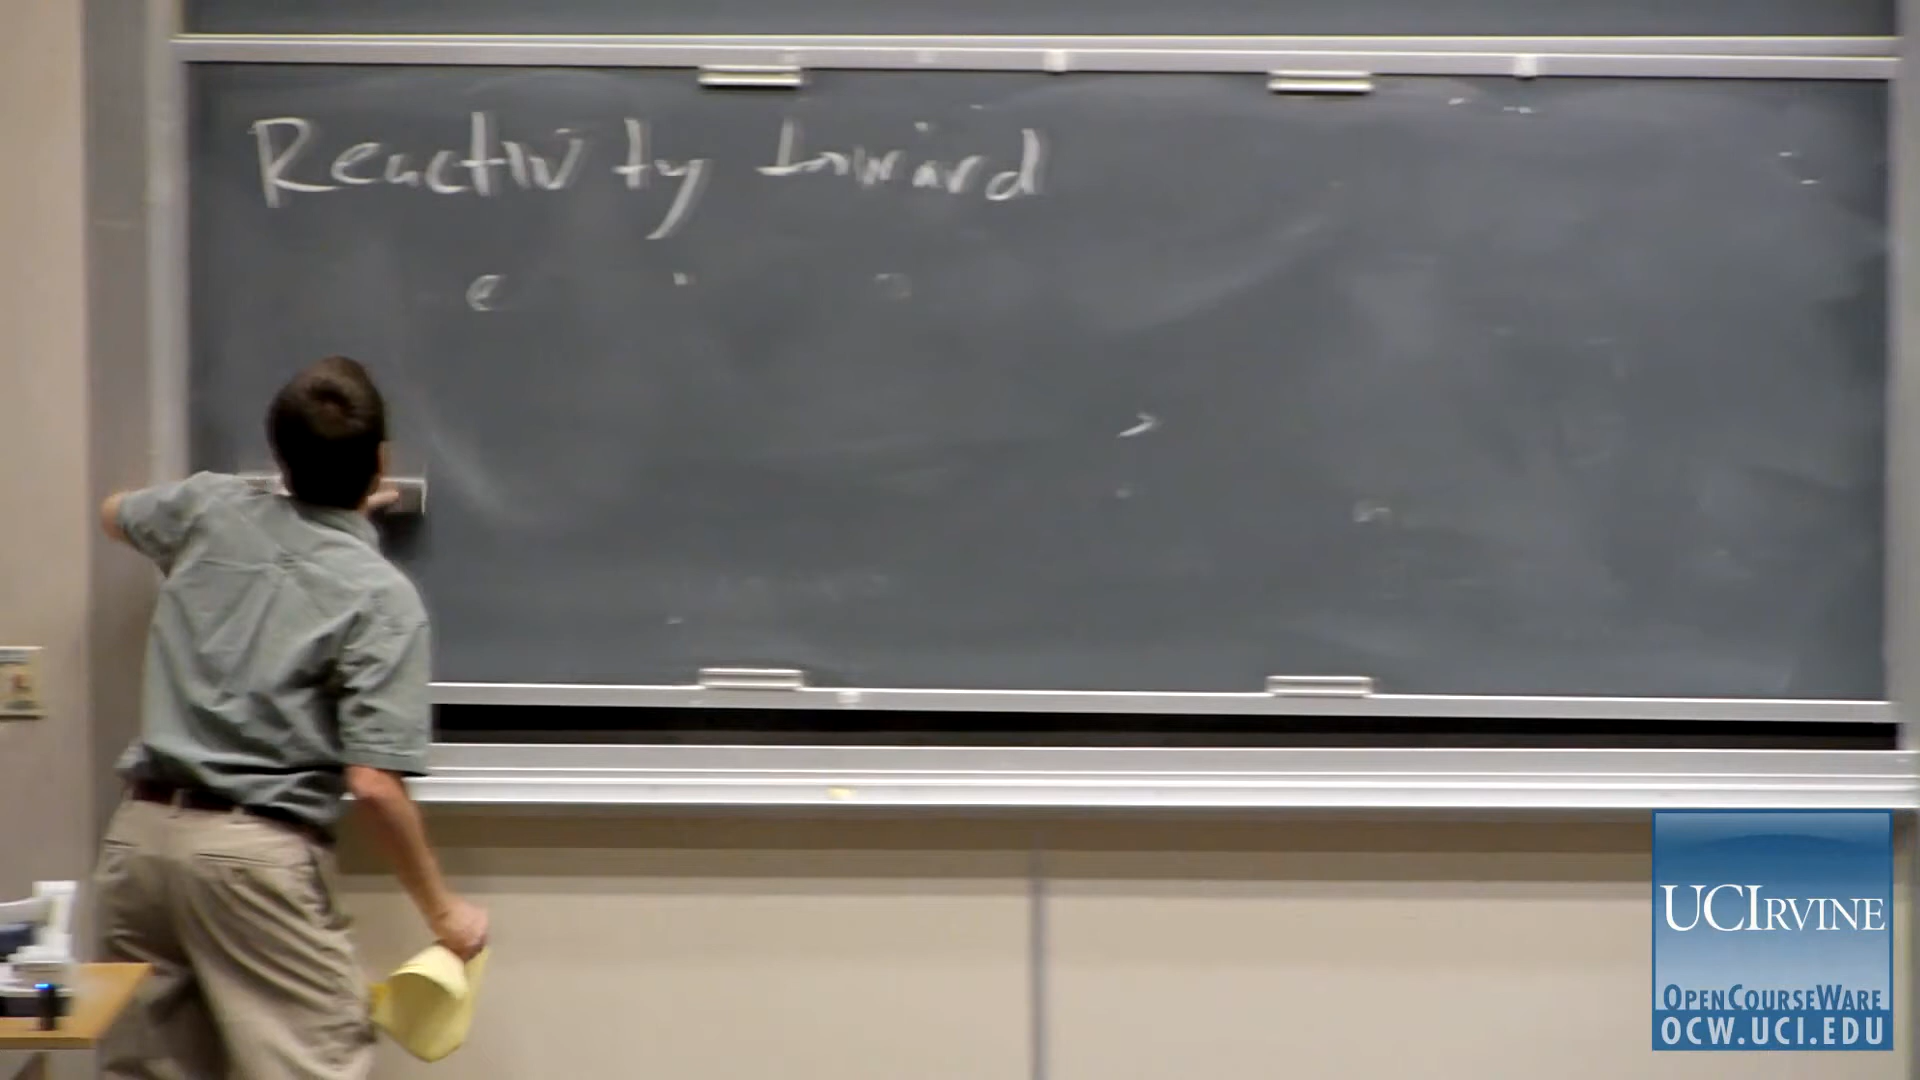 Reactivity toward
e
UCIRVINE
OPENCOURSEWARE
OCW.UCI.EDU